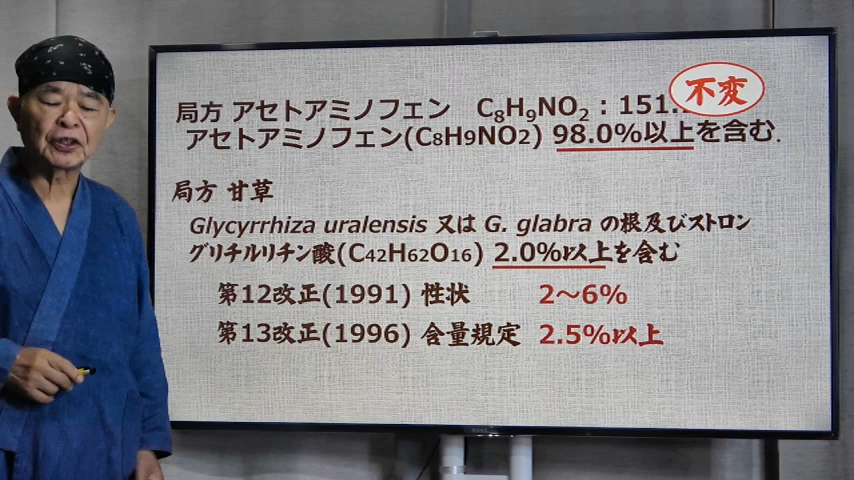 局方 アセトアミノフェン C8H9NO2：151.
不変
アセトアミノフェン(C8H9NO2) 98.0%以上を含む.
局方 甘草
Glycyrrhiza uralensis 又は G. glabra の根及びストロン
グリチルリチン酸(C42H62O16) 2.0%以上を含む
第12改正(1991) 性状 2～6%
第13改正(1996) 含量規定 2.5%以上